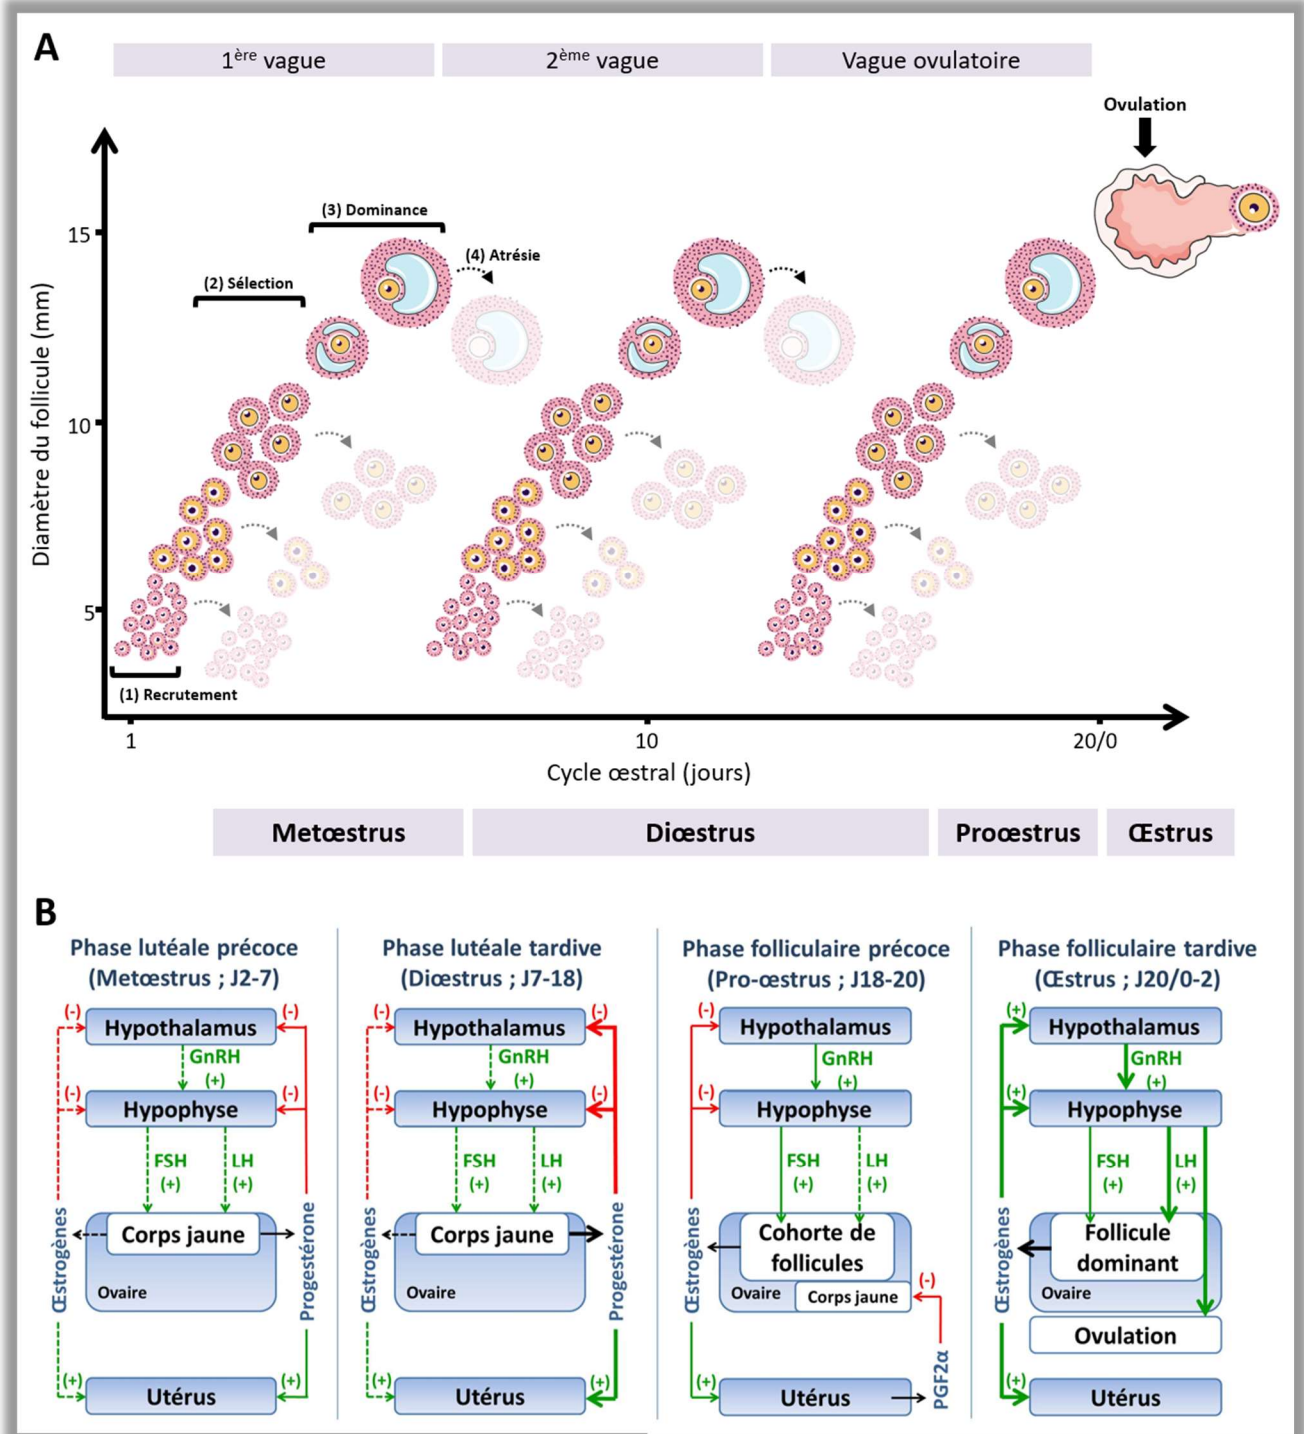 A
1ère vague
2ème vague
Vague ovulatoire
Ovulation
(3) Dominance
15
(4) Atrésie
(2) Sélection
Diamètre du follicule (mm)
10
5
(1) Recrutement
1
10
20/0
Cycle œstral (jours)
Metœstrus
Diœstrus
Proœstrus
Œstrus
B
Phase lutéale précoce
(Metœstrus ; J2-7)
(-)
(-)
Hypothalamus
GnRH
(+)
(-)
(-)
Hypophyse
FSH
(+)
LH
(+)
Œstrogènes
Corps jaune
Progestérone
Ovaire
(+)
(+)
Utérus
Phase lutéale tardive
(Diœstrus ; J7-18)
(-)
(-)
Hypothalamus
GnRH
(+)
(-)
(-)
Hypophyse
FSH
(+)
LH
(+)
Œstrogènes
Corps jaune
Progestérone
Ovaire
(+)
(+)
Utérus
Phase folliculaire précoce
(Pro-œstrus ; J18-20)
(-)
Hypothalamus
GnRH
(+)
(-)
Hypophyse
FSH
(+)
LH
(+)
Œstrogènes
Cohorte de
follicules
Ovaire
Corps jaune
(-)
PGF2α
(+)
Utérus
Phase folliculaire tardive
(Œstrus ; J20/0-2)
(+)
Hypothalamus
GnRH
(+)
(+)
Hypophyse
FSH
(+)
LH
(+)
Œstrogènes
Follicule
dominant
Ovaire
Ovulation
(+)
Utérus